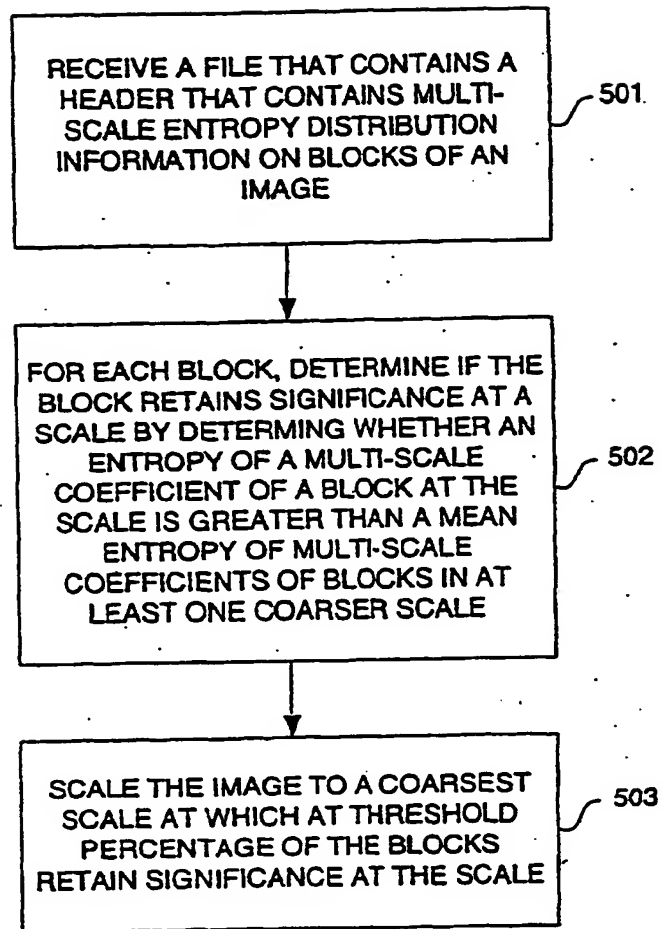 RECEIVE A FILE THAT CONTAINS A
HEADER THAT CONTAINS MULTI-
SCALE ENTROPY DISTRIBUTION
INFORMATION ON BLOCKS OF AN
IMAGE
501
FOR EACH BLOCK, DETERMINE IF THE
BLOCK RETAINS SIGNIFICANCE AT A
SCALE BY DETERMING WHETHER AN
ENTROPY OF A MULTI-SCALE
COEFFICIENT OF A BLOCK AT THE
SCALE IS GREATER THAN A MEAN
ENTROPY OF MULTI-SCALE
COEFFICIENTS OF BLOCKS IN AT
LEAST ONE COARSER SCALE
502
SCALE THE IMAGE TO A COARSEST
SCALE AT WHICH AT THRESHOLD
PERCENTAGE OF THE BLOCKS
RETAIN SIGNIFICANCE AT THE SCALE
503